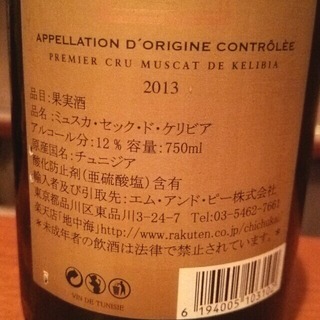 APPELLATION D'ORIGINE CONTRÔLÉE
PREMIER CRU MUSCAT DE KELIBIA
2013
品目:果実酒
品名:ミュスカ・セック・ド・ケリビア
アルコール分:12% 容量:750ml
原産国名:チュニジア
酸化防止剤(亜硫酸塩)含有
輸入者及び引取先:エム・アンド・ピー株式会社
東京都品川区東品川3-24-7 Tel:03-5462-7661
楽天店「地中海」http://www.rakuten.co.jp/chichukai
*未成年者の飲酒は法律で禁止されています。
VIN DE TUNISIE
6 194005 10310